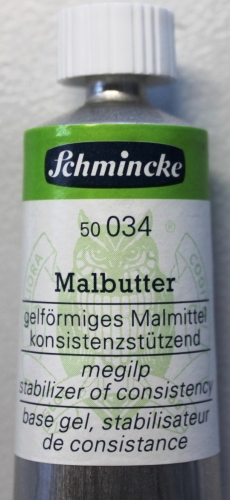 Schmincke
50 034
Malbutter
gelförmiges Malmittel
konsistenzstützend
megilp
stabilizer of consistency
base gel, stabilisateur
de consistance